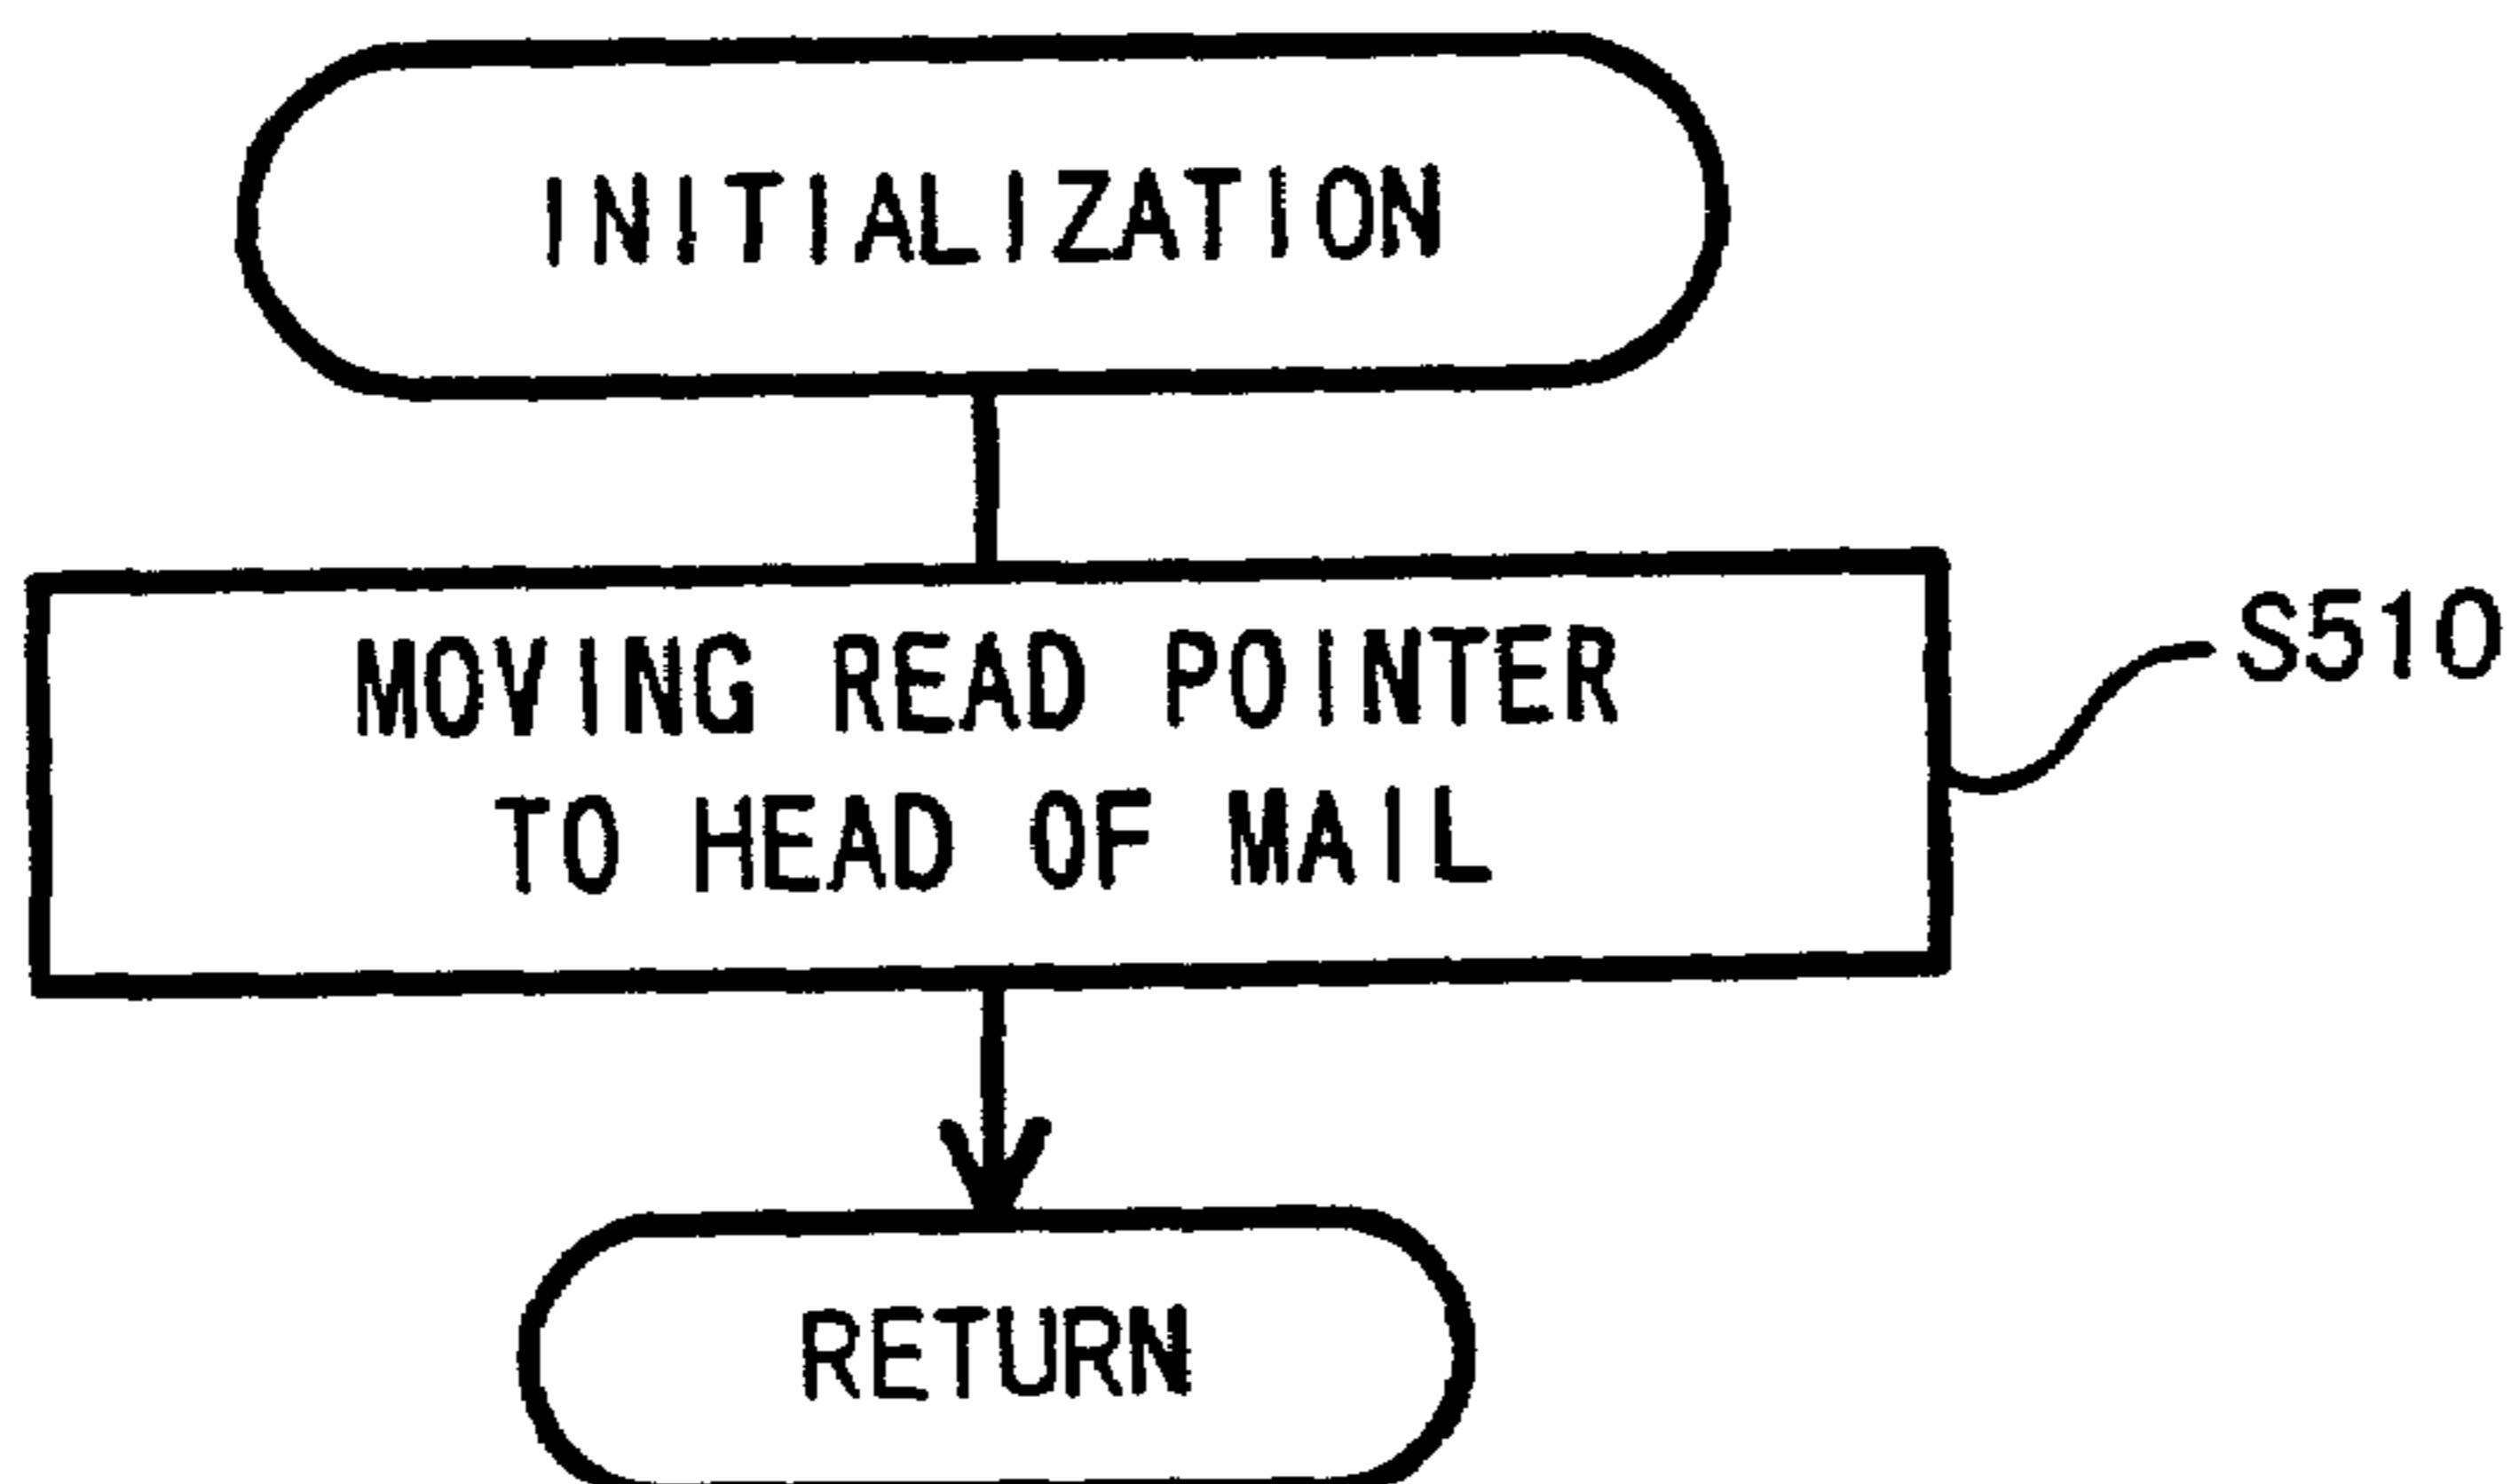 INITIALIZATION
MOVING READ POINTER
TO HEAD OF MAIL
S510
RETURN